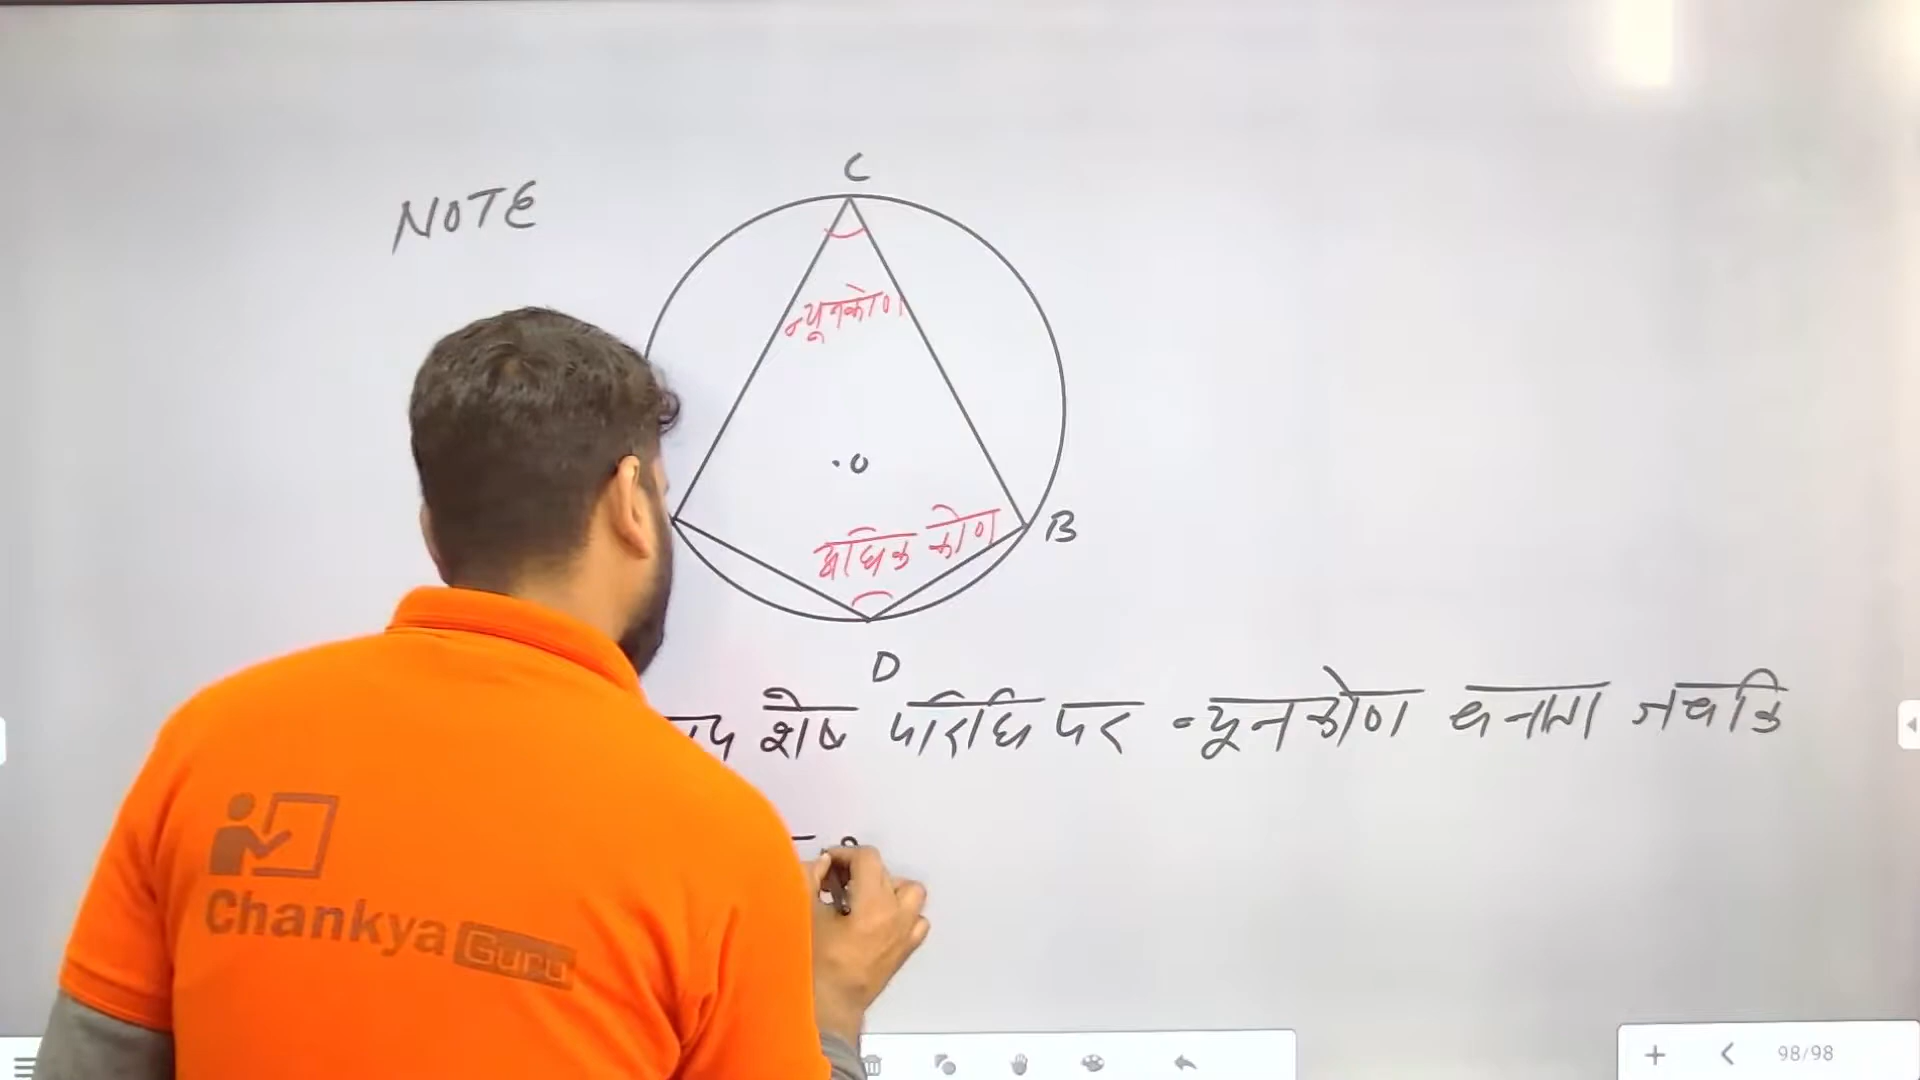 C
NOTE
न्यूनकोण
.O
अधिक कोण
B
D
शेष परिधि पर न्यूनकोण बनाता जबकि
Chankya Guru
98/98